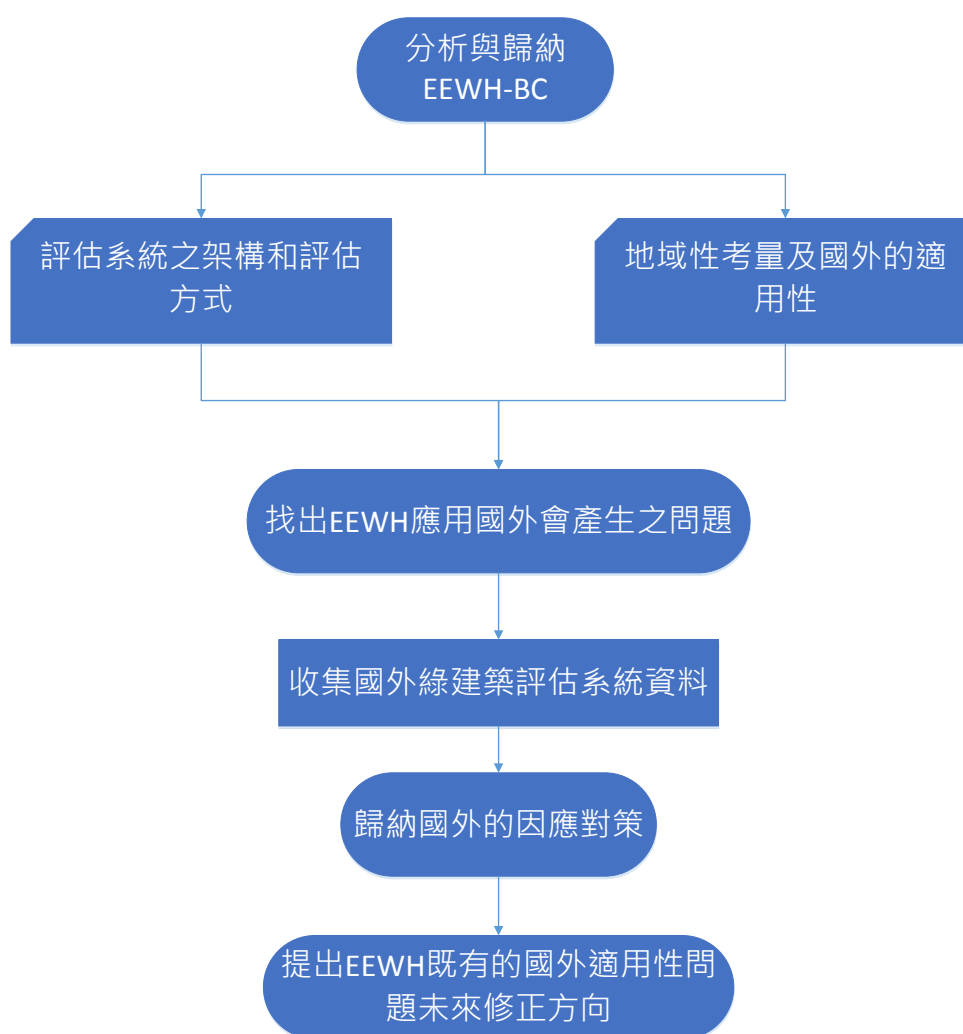 分析與歸納
EEWH-BC
評估系統之架構和評估
方式
地域性考量及國外的適
用性
找出EEWH應用國外會產生之問題
收集國外綠建築評估系統資料
歸納國外的因應對策
提出EEWH既有的國外適用性問
題未來修正方向